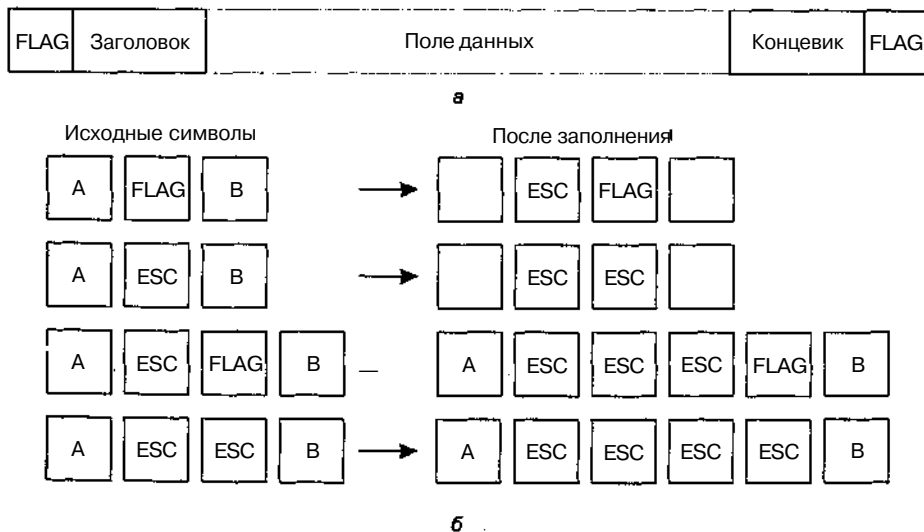 FLAG Заголовок Поле данных Концевик FLAG
а
Исходные символы После заполнения
A FLAG B ESC FLAG
A ESC B ESC ESC
A ESC FLAG B A ESC ESC ESC FLAG B
A ESC ESC B A ESC ESC ESC ESC B
б